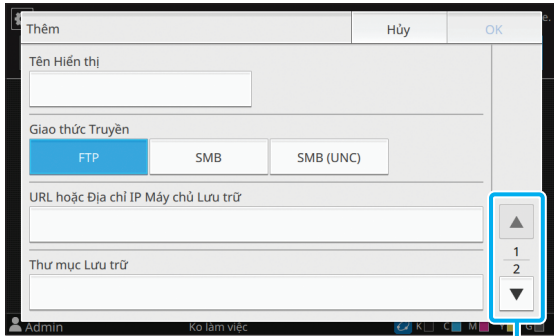 Thêm
Hủy
OK
Tên Hiển thị
Giao thức Truyền
FTP
SMB
SMB (UNC)
URL hoặc Địa chỉ IP Máy chủ Lưu trữ
Thư mục Lưu trữ
1
2
Admin
Ko làm việc
K
C
M
Y
G